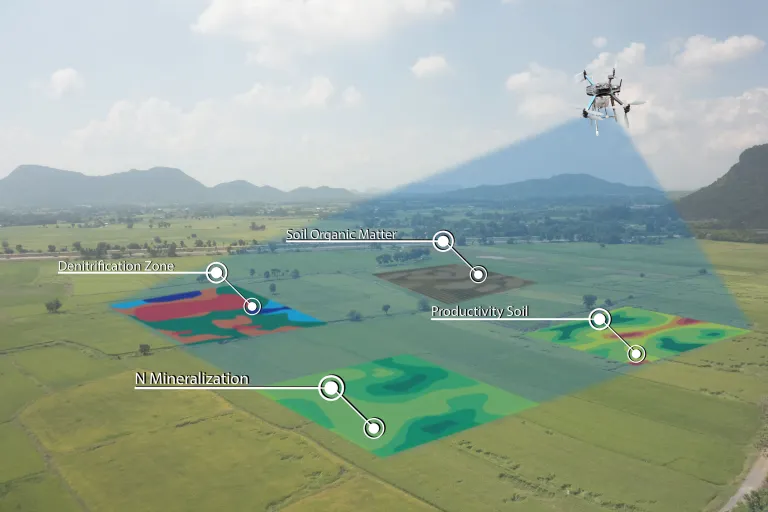 Soil Organic Matter
Denitrification Zone
Productivity Soil
N Mineralization